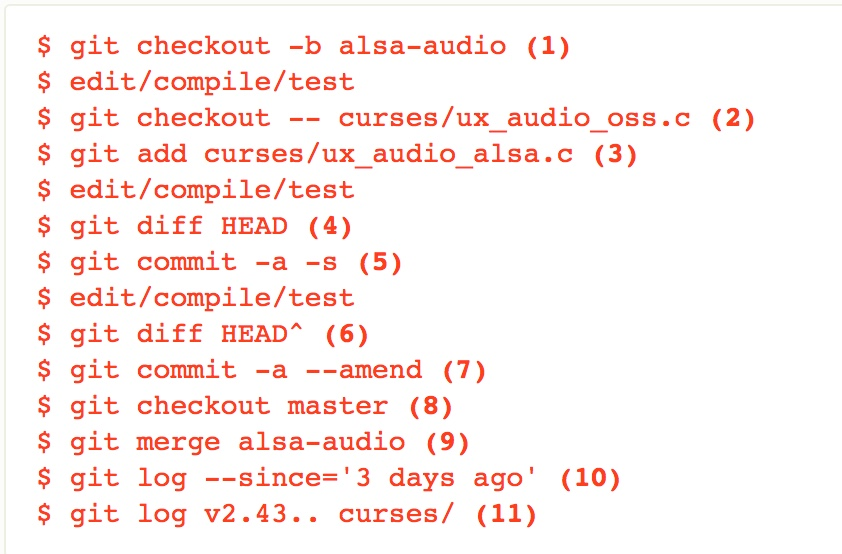 $ git checkout -b alsa-audio (1)
$ edit/compile/test
$ git checkout -- curses/ux_audio_oss.c (2)
$ git add curses/ux_audio_alsa.c (3)
$ edit/compile/test
$ git diff HEAD (4)
$ git commit -a -s (5)
$ edit/compile/test
$ git diff HEAD^ (6)
$ git commit -a --amend (7)
$ git checkout master (8)
$ git merge alsa-audio (9)
$ git log --since='3 days ago' (10)
$ git log v2.43.. curses/ (11)